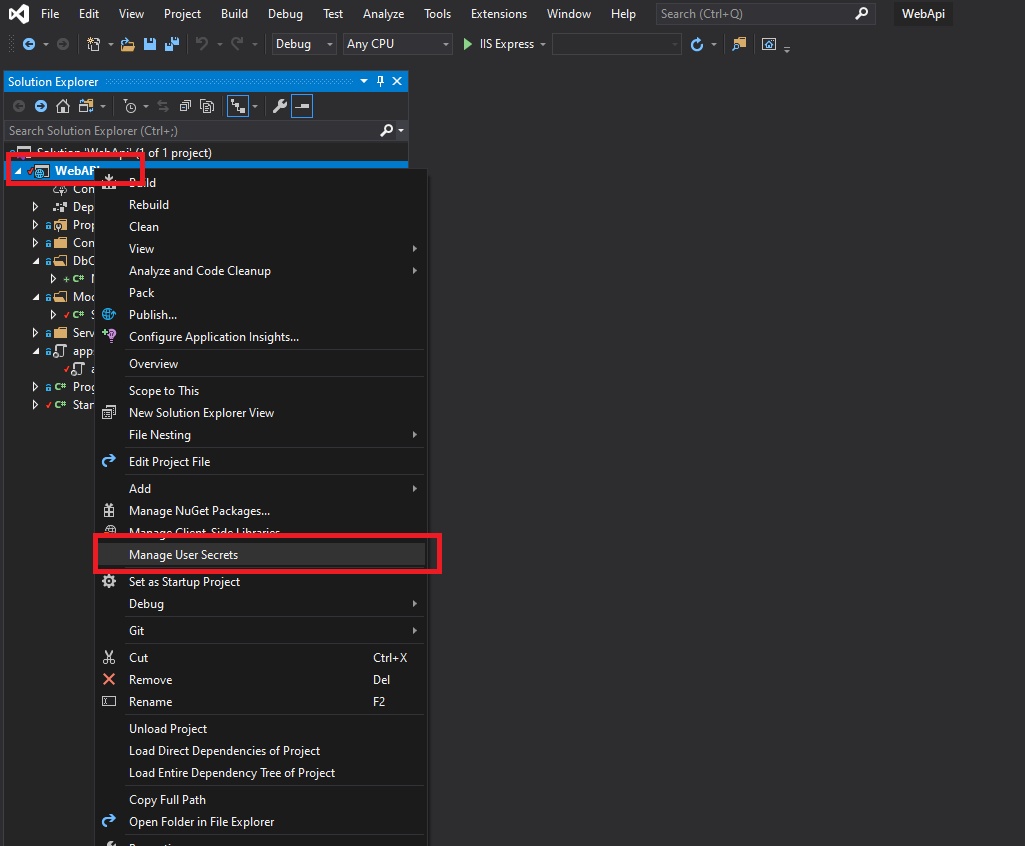 File Edit View Project Build Debug Test Analyze Tools Extensions Window Help Search (Ctrl+Q) WebApi
Debug Any CPU IIS Express
Solution Explorer
Search Solution Explorer (Ctrl+;)
Solution 'WebApi' (1 of 1 project)
WebAPI
Con
Dep
Prop
Con
DbC
C#
Moc
C#
Serv
apps
a
C# Prog
C# Star
Build
Rebuild
Clean
View
Analyze and Code Cleanup
Pack
Publish...
Configure Application Insights...
Overview
Scope to This
New Solution Explorer View
File Nesting
Edit Project File
Add
Manage NuGet Packages...
Manage Client-Side Libraries...
Manage User Secrets
Set as Startup Project
Debug
Git
Cut Ctrl+X
Remove Del
Rename F2
Unload Project
Load Direct Dependencies of Project
Load Entire Dependency Tree of Project
Copy Full Path
Open Folder in File Explorer